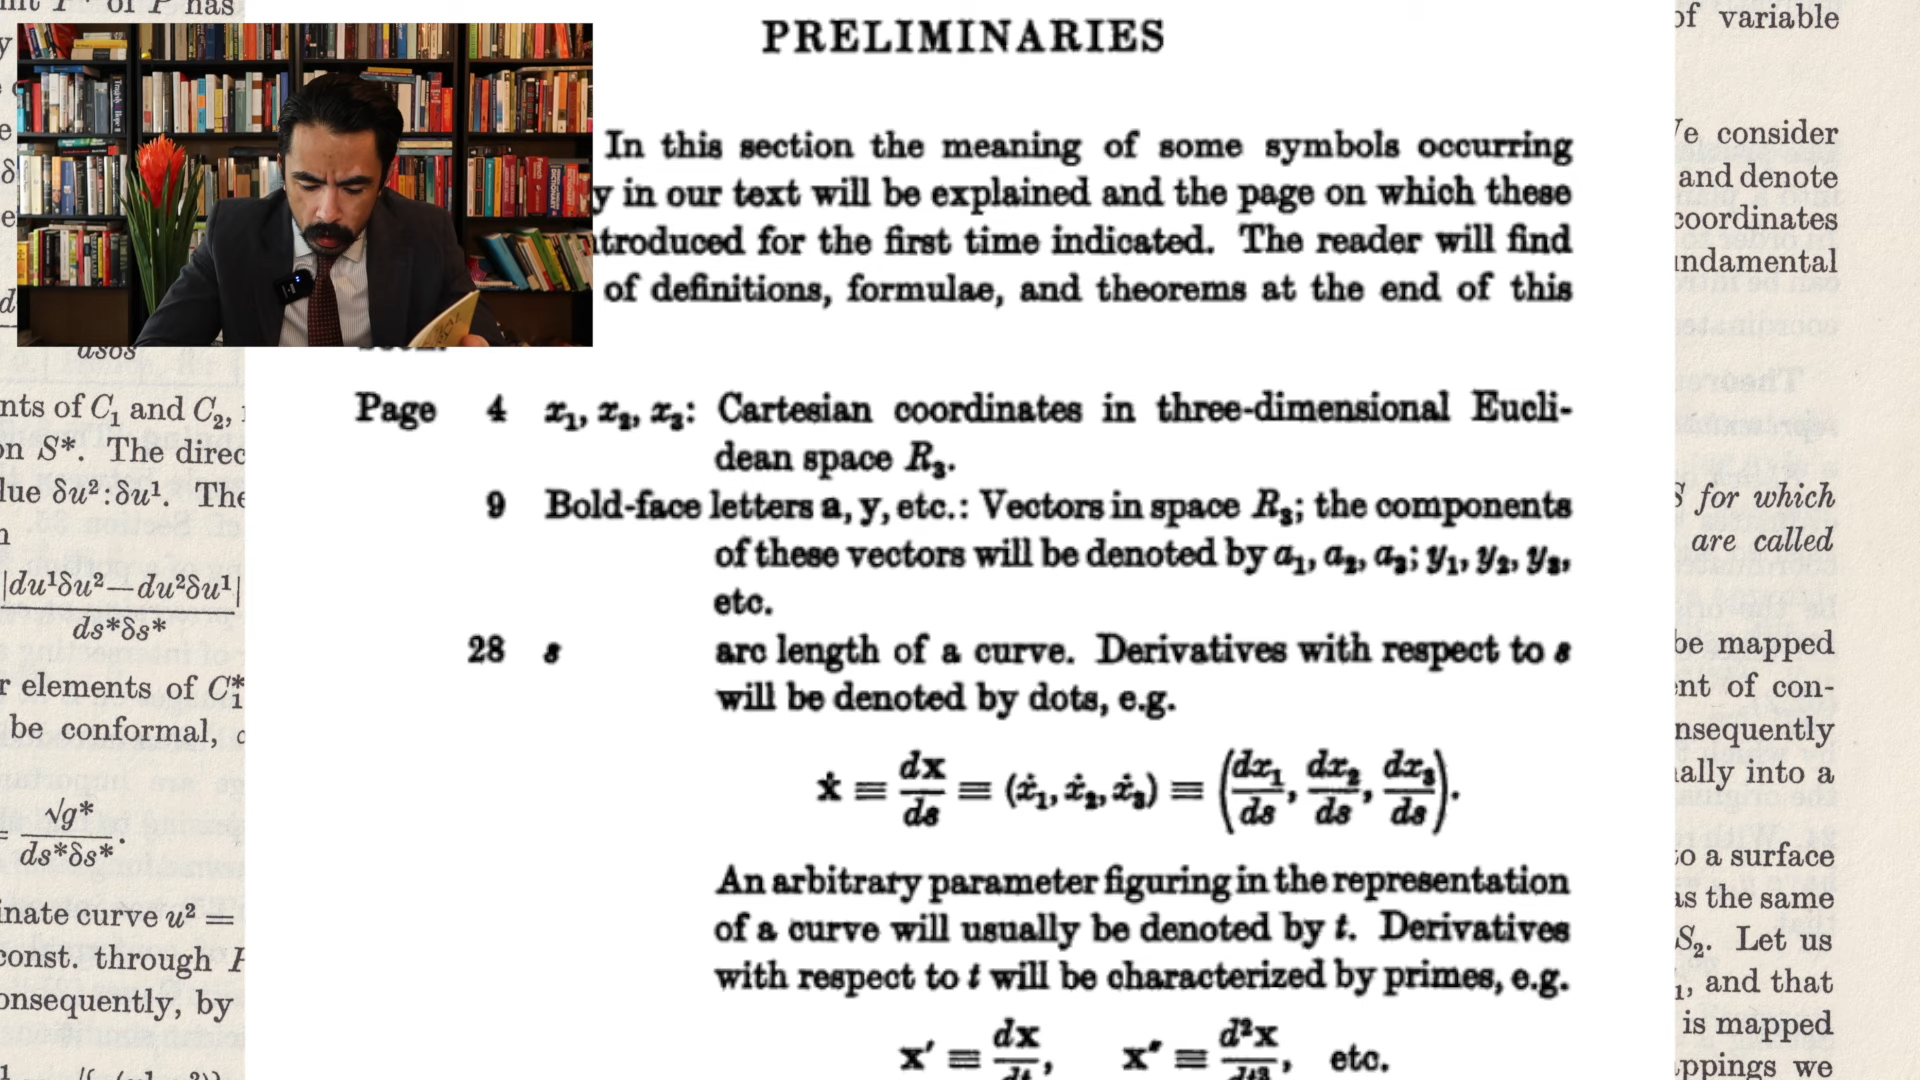 PRELIMINARIES
In this section the meaning of some symbols occurring
y in our text will be explained and the page on which these
ntroduced for the first time indicated. The reader will find
of definitions, formulae, and theorems at the end of this
Page 4 x₁, x₂, x₃: Cartesian coordinates in three-dimensional Eucli-
dean space R₃.
9 Bold-face letters a, y, etc.: Vectors in space R₃; the components
of these vectors will be denoted by a₁, a₂, a₃; y₁, y₂, y₃,
etc.
28 s arc length of a curve. Derivatives with respect to s
will be denoted by dots, e.g.
ẋ ≡ dx/ds ≡ (ẋ₁, ẋ₂, ẋ₃) ≡ (dx₁/ds, dx₂/ds, dx₃/ds).
An arbitrary parameter figuring in the representation
of a curve will usually be denoted by t. Derivatives
with respect to t will be characterized by primes, e.g.
x′ ≡ dx/dt, x″ ≡ d²x/dt², etc.
of P has
dsδs
nts of C₁ and C₂,
on S*. The direc
lue δu²:δu¹. The
|du¹δu²—du²δu¹|
ds*δs*
r elements of C₁*
be conformal, c
= √g*/ds*δs*.
inate curve u² =
const. through P
onsequently, by
of variable
We consider
and denote
coordinates
undamental
S for which
are called
be mapped
ent of con-
nsequently
ally into a
to a surface
as the same
S₂. Let us
₁, and that
is mapped
appings we